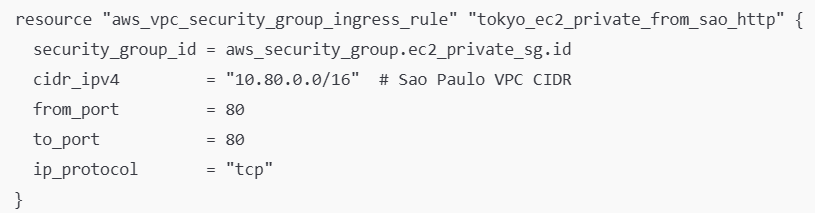 resource "aws_vpc_security_group_ingress_rule" "tokyo_ec2_private_from_sao_http" {
  security_group_id = aws_security_group.ec2_private_sg.id
  cidr_ipv4         = "10.80.0.0/16"  # Sao Paulo VPC CIDR
  from_port         = 80
  to_port           = 80
  ip_protocol       = "tcp"
}